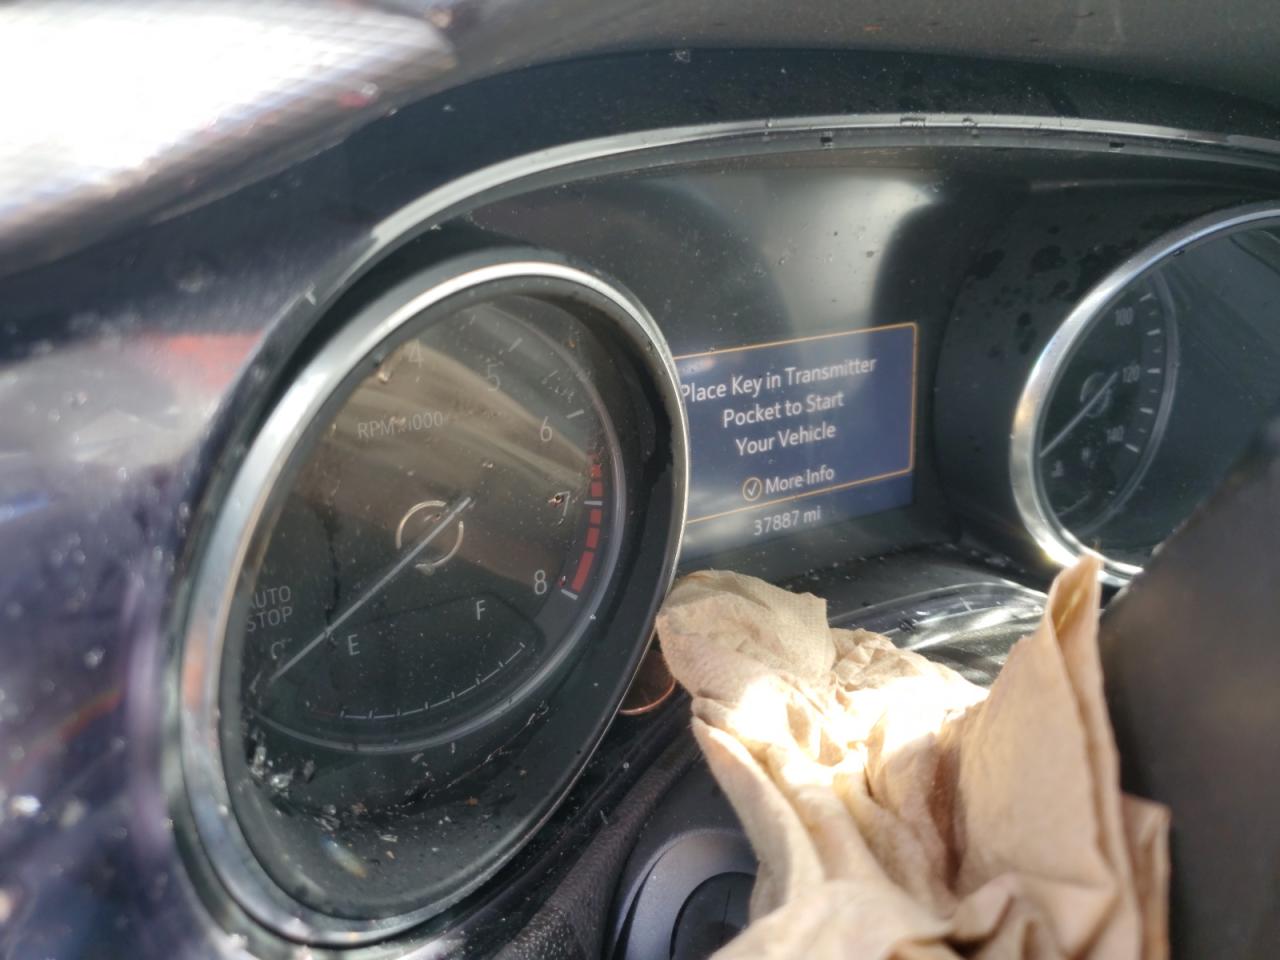 4
5
6
7
8
RPM x1000
AUTO
STOP
E
F
Place Key in Transmitter
Pocket to Start
Your Vehicle
More Info
37887 mi
100
120
140